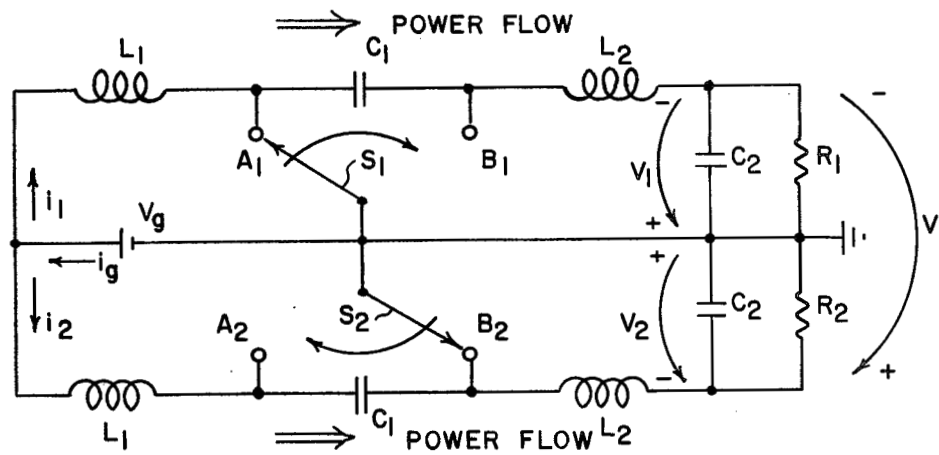 ⇒ POWER FLOW
L1 C1 L2
A1 S1 B1
V1 C2 R1
- -
i1 Vg
+ V
ig +
i2 A2 S2 B2 V2 C2 R2
- +
L1 C1 L2
⇒ POWER FLOW